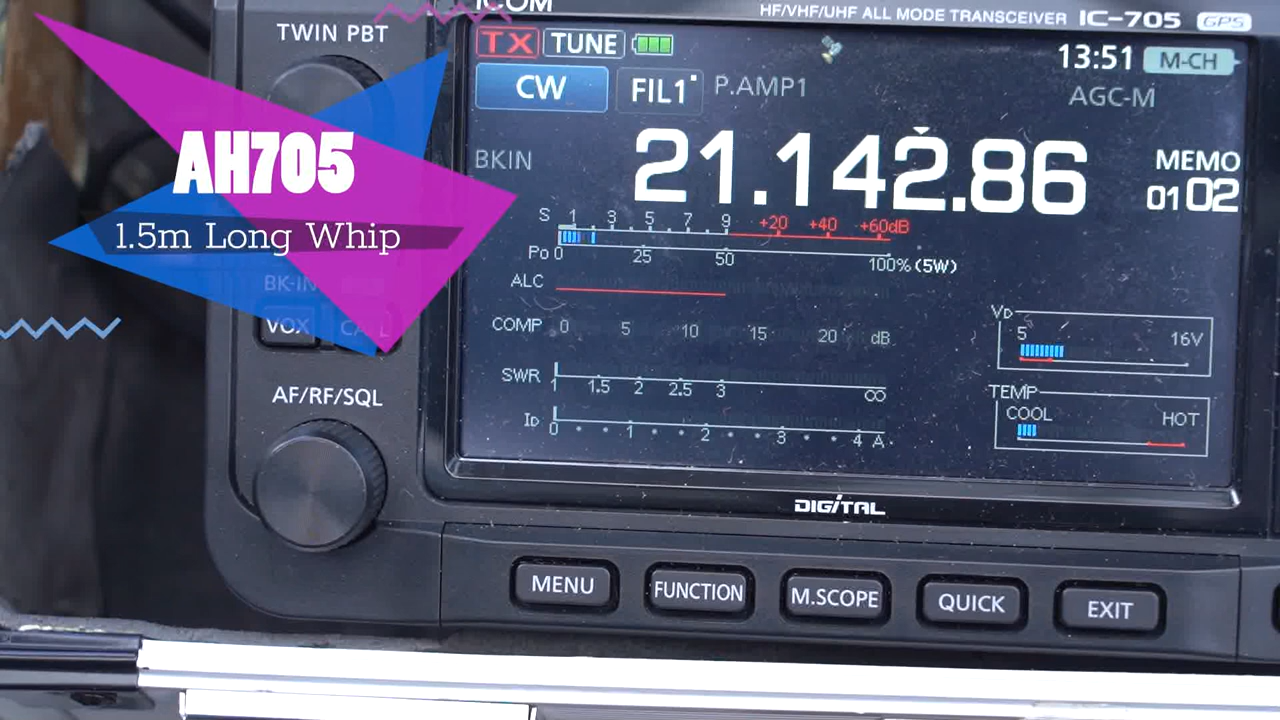 ICOM
HF/VHF/UHF ALL MODE TRANSCEIVER IC-705 GPS
TWIN PBT
TX TUNE 13:51 M-CH
CW FIL1 P.AMP1 AGC-M
AH705
1.5m Long Whip
BKIN 21.142.86 MEMO
01 02
S 1 3 5 7 9 +20 +40 +60dB
Po 0 25 50 100% (5W)
BK-IN
ALC
VOX
COMP 0 5 10 15 20 dB
VD
5 16V
SWR 1 1.5 2 2.5 3 ∞
TEMP
COOL HOT
ID 0 1 2 3 4 A
AF/RF/SQL
DIGITAL
MENU FUNCTION M.SCOPE QUICK EXIT